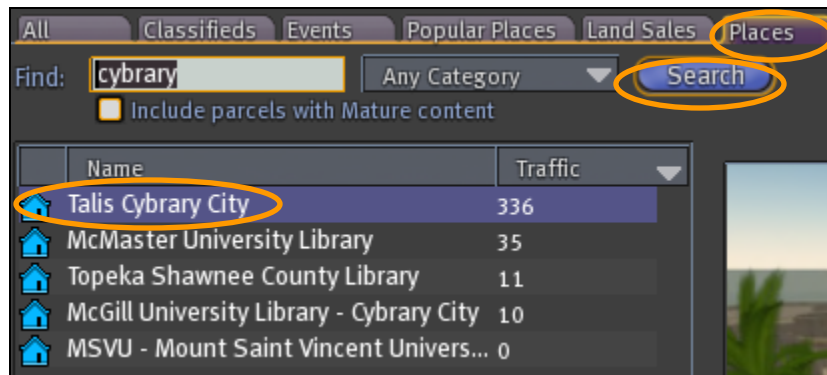 All Classifieds Events Popular Places Land Sales Places
Find: cybrary Any Category Search
Include parcels with Mature content
Name Traffic
Talis Cybrary City 336
McMaster University Library 35
Topeka Shawnee County Library 11
McGill University Library - Cybrary City 10
MSVU - Mount Saint Vincent Univers... 0